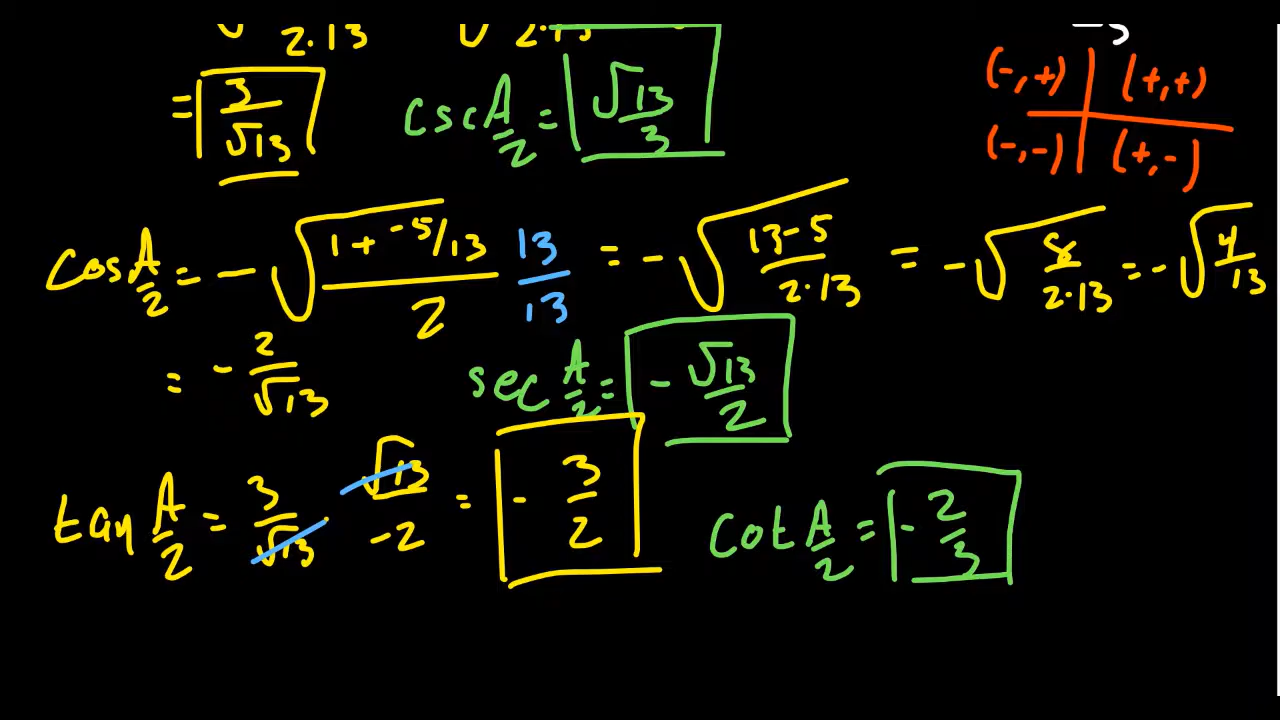 √ 2·13 √ 2·13
(-,+) (+,+)
= 3/√13 csc A/2 = √13/3
(-,-) (+,-)
cos A/2 = -√((1 + -5/13)/2) 13/13 = -√((13-5)/(2·13)) = -√(8/(2·13)) = -√(4/13)
= -2/√13 sec A/2 = -√13/2
tan A/2 = 3/√13 · √13/-2 = -3/2 cot A/2 = -2/3